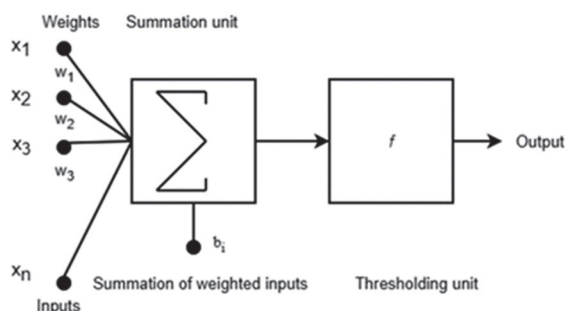 Weights Summation unit
x1
w1
x2
w2
x3
w3
Σ
f
Output
bi
xn
Summation of weighted inputs Thresholding unit
Inputs